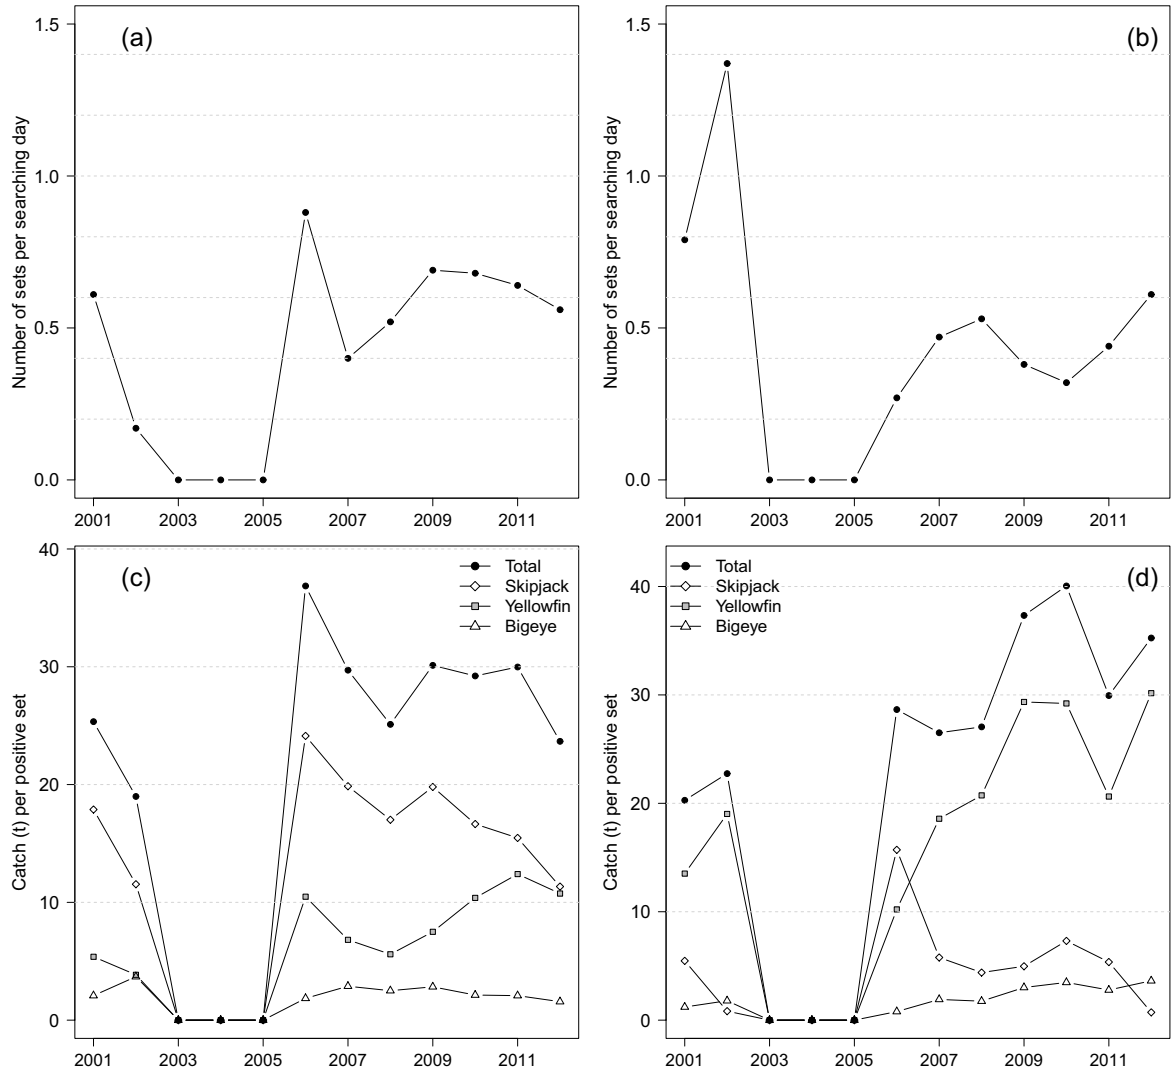 (a)
Number of sets per searching day
1.5
1.0
0.5
0.0
2001 2003 2005 2007 2009 2011
(b)
Number of sets per searching day
1.5
1.0
0.5
0.0
2001 2003 2005 2007 2009 2011
(c)
Total
Skipjack
Yellowfin
Bigeye
Catch (t) per positive set
40
30
20
10
0
2001 2003 2005 2007 2009 2011
(d)
Total
Skipjack
Yellowfin
Bigeye
Catch (t) per positive set
40
30
20
10
0
2001 2003 2005 2007 2009 2011